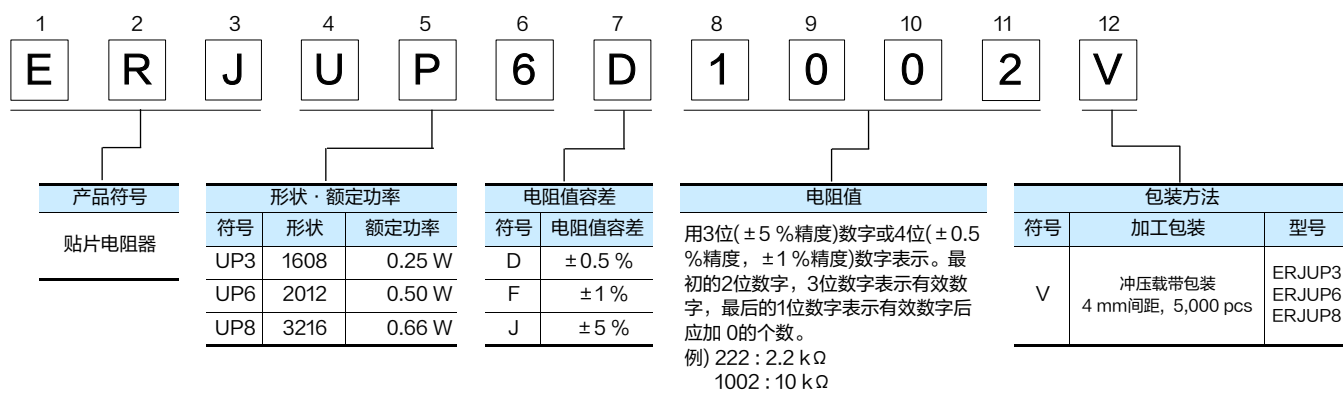 1 2 3 4 5 6 7 8 9 10 11 12
E R J U P 6 D 1 0 0 2 V
产品符号
贴片电阻器
形状・额定功率
符号 形状 额定功率
UP3 1608 0.25 W
UP6 2012 0.50 W
UP8 3216 0.66 W
电阻值容差
符号 电阻值容差
D ±0.5 %
F ±1 %
J ±5 %
电阻值
用3位(±5 %精度)数字或4位(±0.5
%精度，±1 %精度)数字表示。最
初的2位数字，3位数字表示有效数
字，最后的1位数字表示有效数字后
应加 0的个数。
例) 222 : 2.2 kΩ
1002 : 10 kΩ
包装方法
符号 加工包装 型号
V 冲压载带包装
4 mm间距, 5,000 pcs
ERJUP3
ERJUP6
ERJUP8